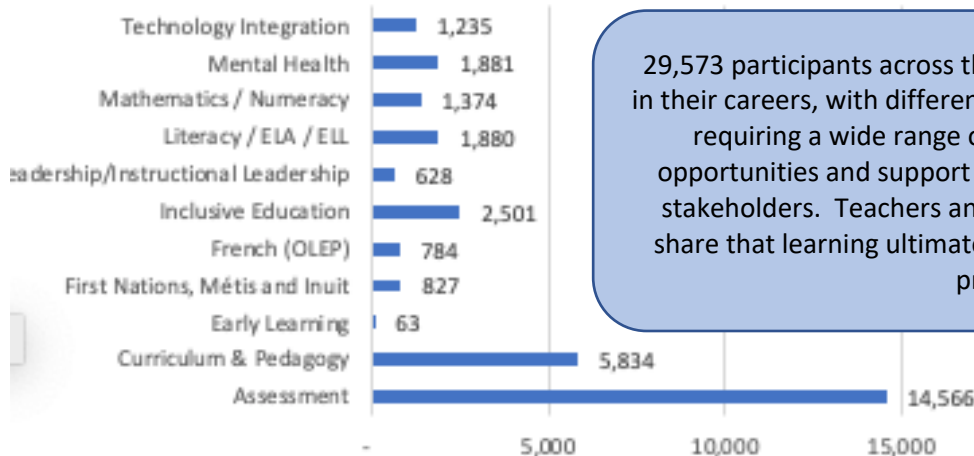 Technology Integration 1,235
Mental Health 1,881
Mathematics / Numeracy 1,374
Literacy / ELA / ELL 1,880
eadership/Instructional Leadership 628
Inclusive Education 2,501
French (OLEP) 784
First Nations, Métis and Inuit 827
Early Learning 63
Curriculum & Pedagogy 5,834
Assessment 14,566
- 5,000 10,000 15,000
29,573 participants across th
in their careers, with differen
requiring a wide range o
opportunities and support
stakeholders. Teachers an
share that learning ultimate
pr